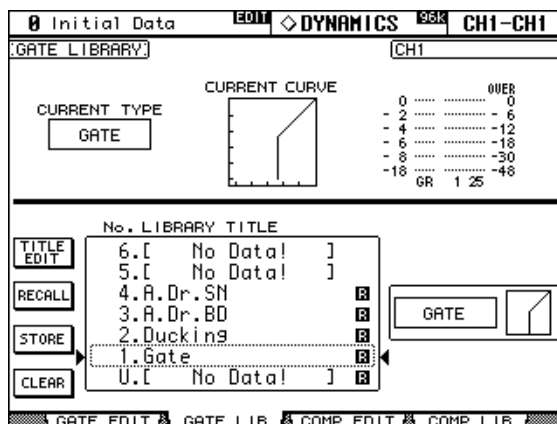 0 Initial Data EDIT ◇DYNAMICS 96K CH1-CH1
GATE LIBRARY CH1
CURRENT TYPE
GATE
CURRENT CURVE
OVER
0 0
-2 -6
-4 -12
-6 -18
-8 -30
-18 -48
GR 1 25
No. LIBRARY TITLE
TITLE EDIT
RECALL
STORE
CLEAR
6.[ No Data! ]
5.[ No Data! ]
4.A.Dr.SN R
3.A.Dr.BD R
2.Ducking R
1.Gate R
U.[ No Data! ] R
GATE
GATE EDIT GATE LIB COMP EDIT COMP LIB